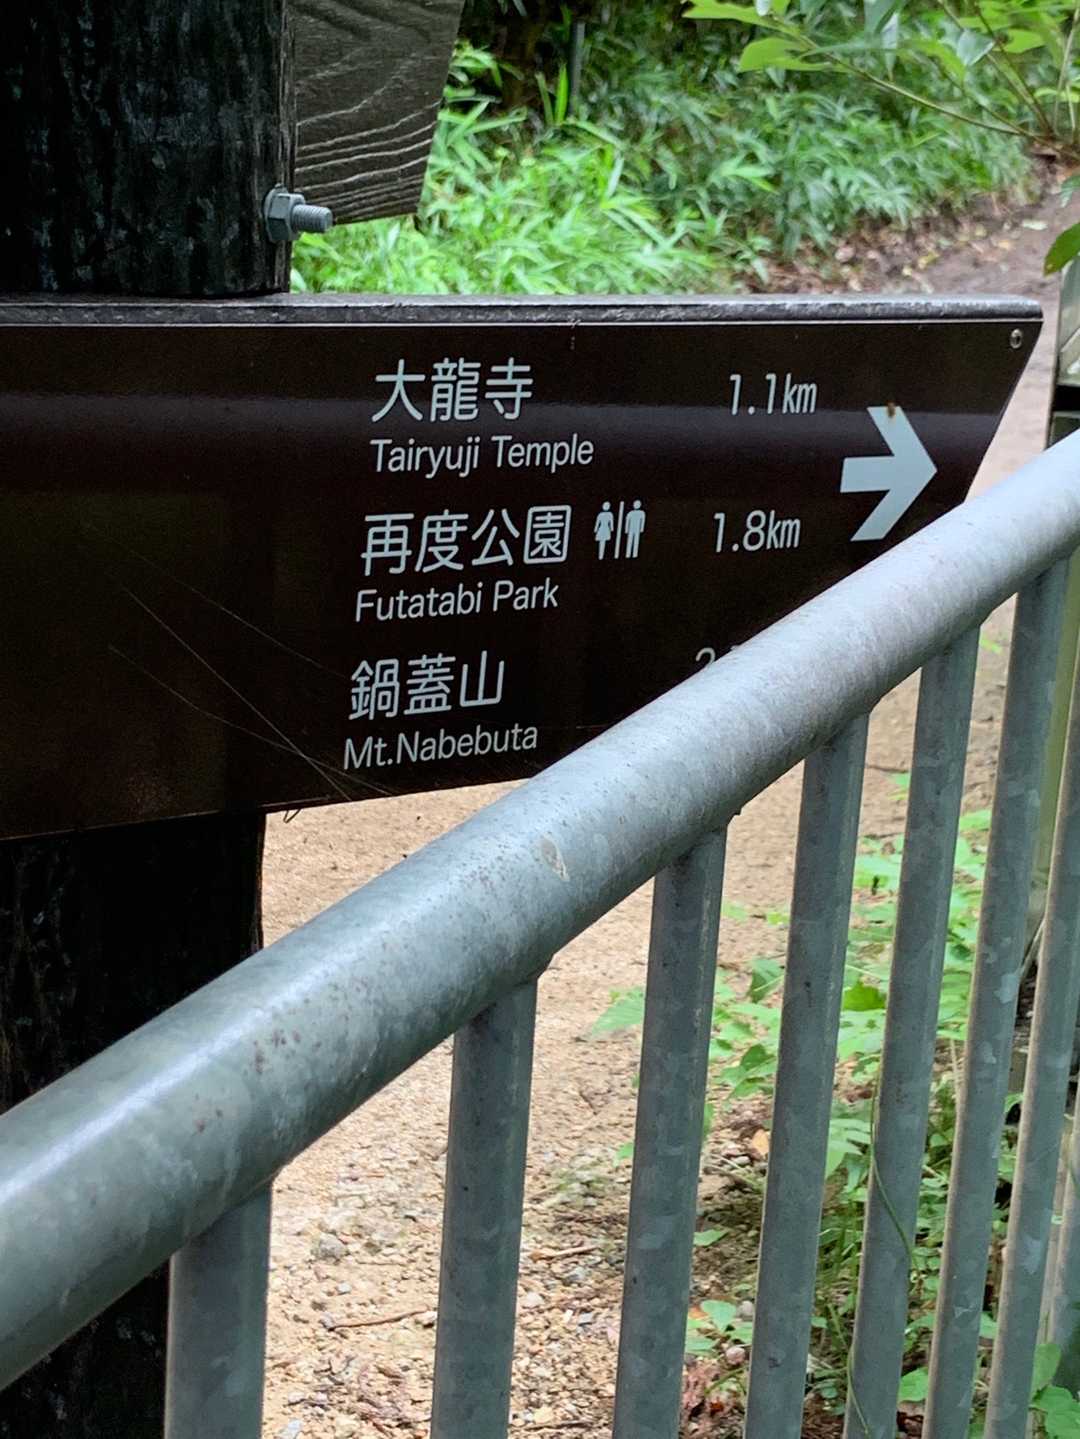 大龍寺 1.1km
Tairyuji Temple
再度公園 1.8km
Futatabi Park
鍋蓋山
Mt.Nabebuta